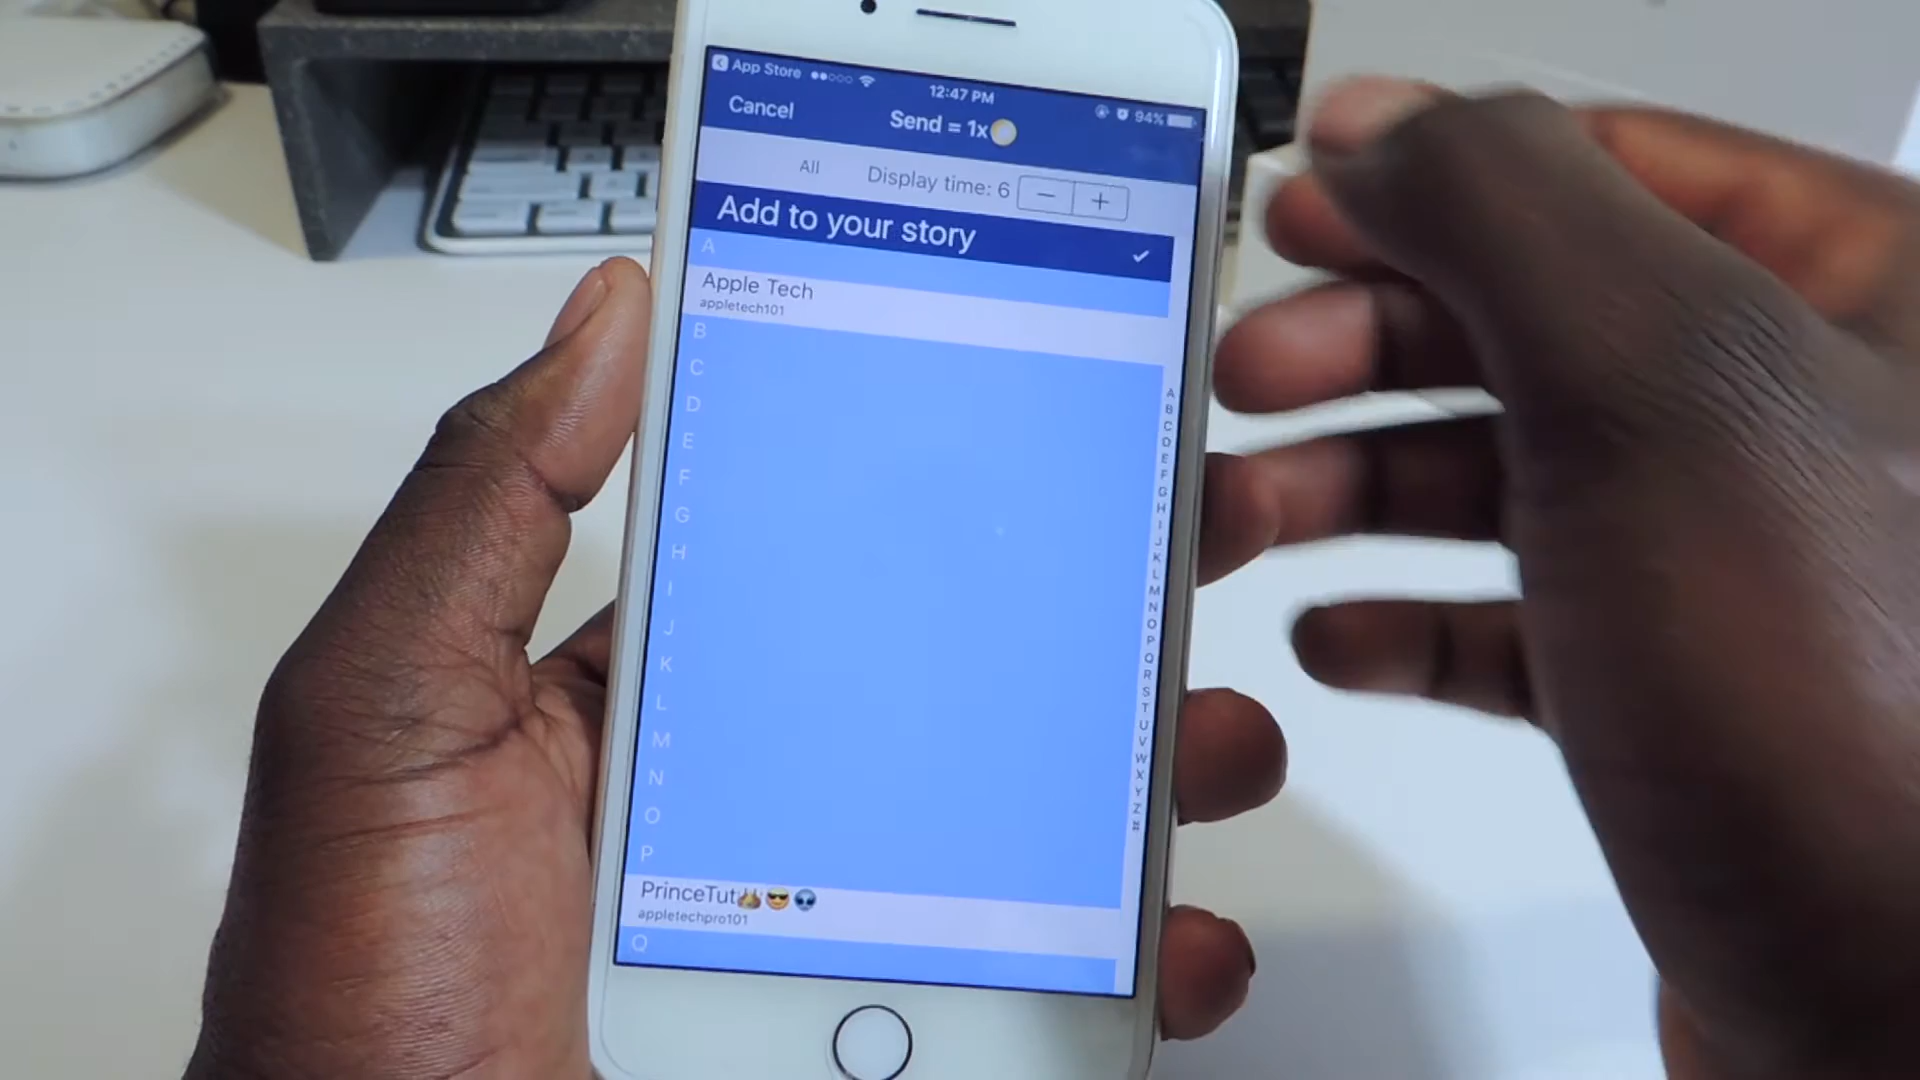 App Store
12:47 PM
94%
Cancel
Send = 1x
All
Display time: 6
− +
Add to your story
A
Apple Tech
appletech101
B
C
D
E
F
G
H
I
J
K
L
M
N
O
P
PrinceTut
appletechpro101
Q
A
B
C
D
E
F
G
H
I
J
K
L
M
N
O
P
Q
R
S
T
U
V
W
X
Y
Z
#